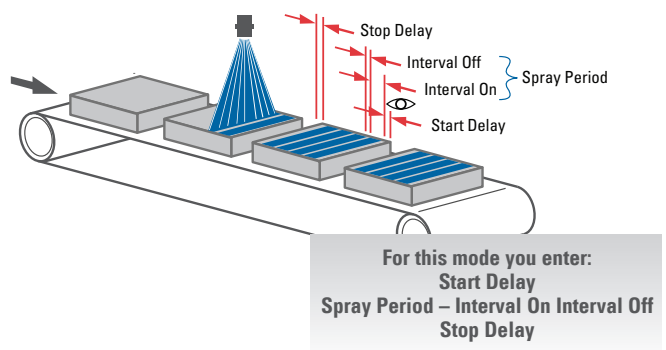 Stop Delay
Interval Off
Interval On
Spray Period
Start Delay
For this mode you enter:
Start Delay
Spray Period – Interval On Interval Off
Stop Delay